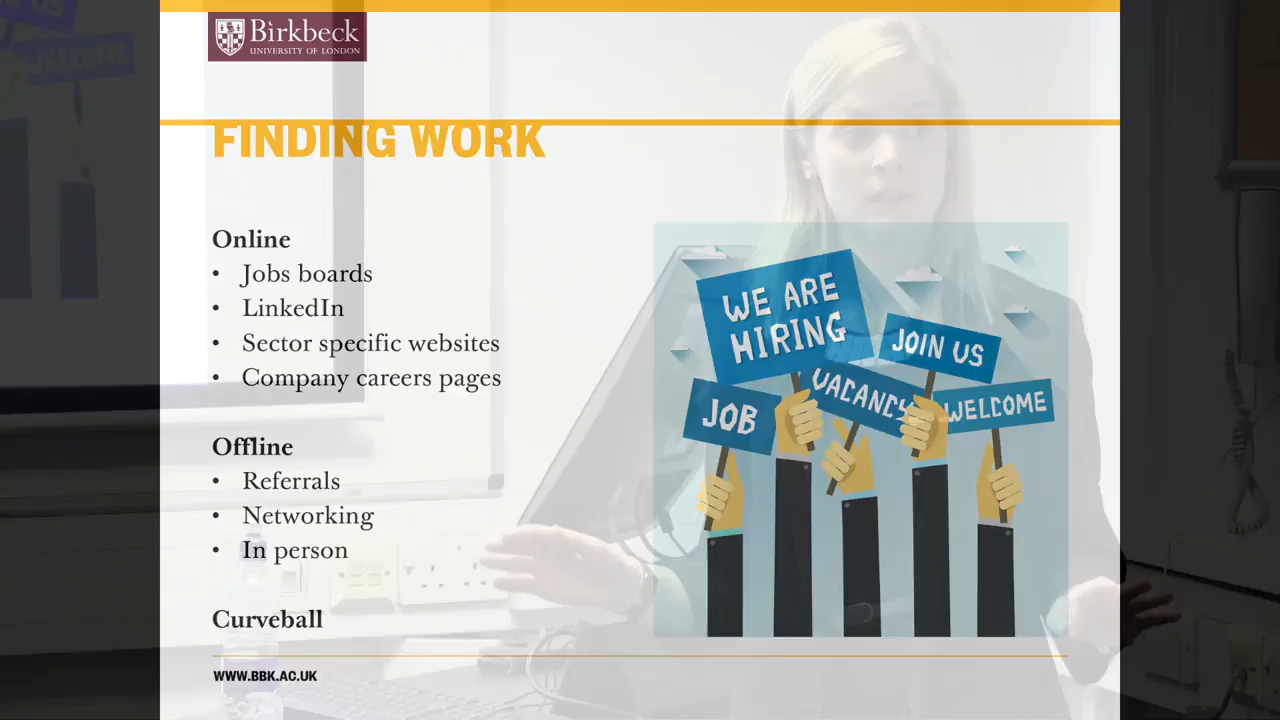 Birkbeck
UNIVERSITY OF LONDON
FINDING WORK
Online
• Jobs boards
• LinkedIn
• Sector specific websites
• Company careers pages
Offline
• Referrals
• Networking
• In person
Curveball
WE ARE
HIRING
JOIN US
VACANCY
JOB
WELCOME
WWW.BBK.AC.UK
WELCOME